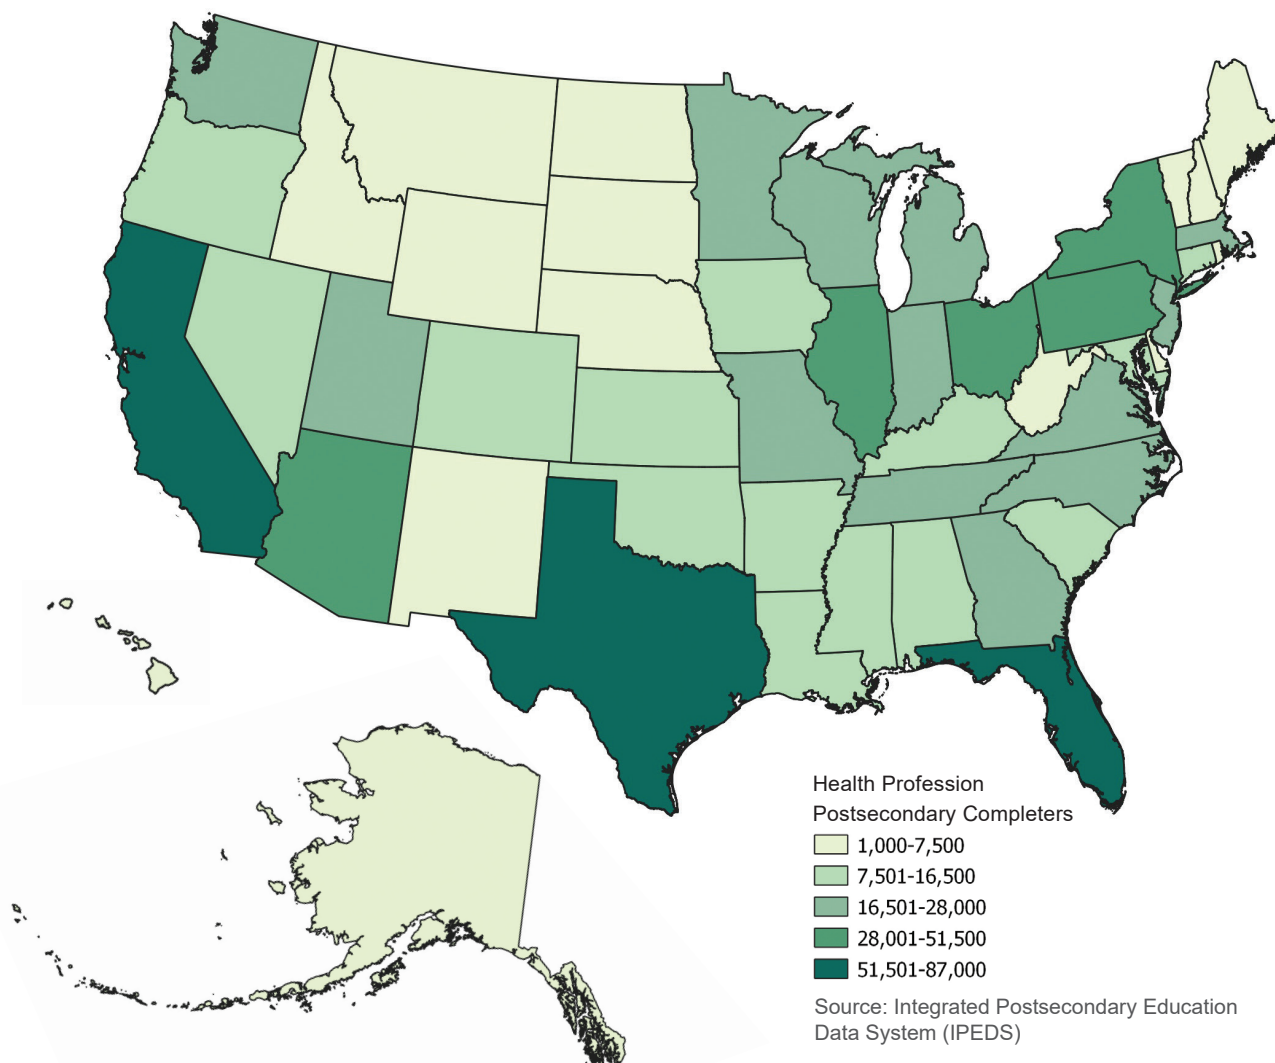 Health Profession
Postsecondary Completers
1,000-7,500
7,501-16,500
16,501-28,000
28,001-51,500
51,501-87,000
Source: Integrated Postsecondary Education
Data System (IPEDS)